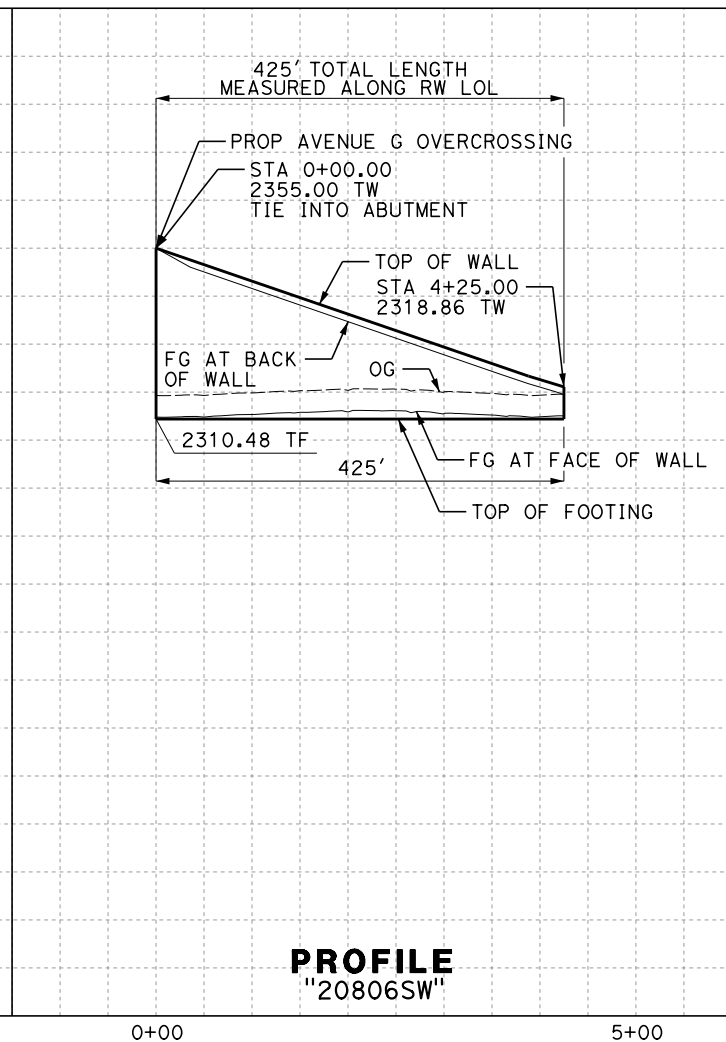 425' TOTAL LENGTH
MEASURED ALONG RW LOL
PROP AVENUE G OVERCROSSING
STA 0+00.00
2355.00 TW
TIE INTO ABUTMENT
TOP OF WALL
STA 4+25.00
2318.86 TW
FG AT BACK
OF WALL
OG
2310.48 TF
FG AT FACE OF WALL
425'
TOP OF FOOTING
PROFILE
"20806SW"
0+00
5+00